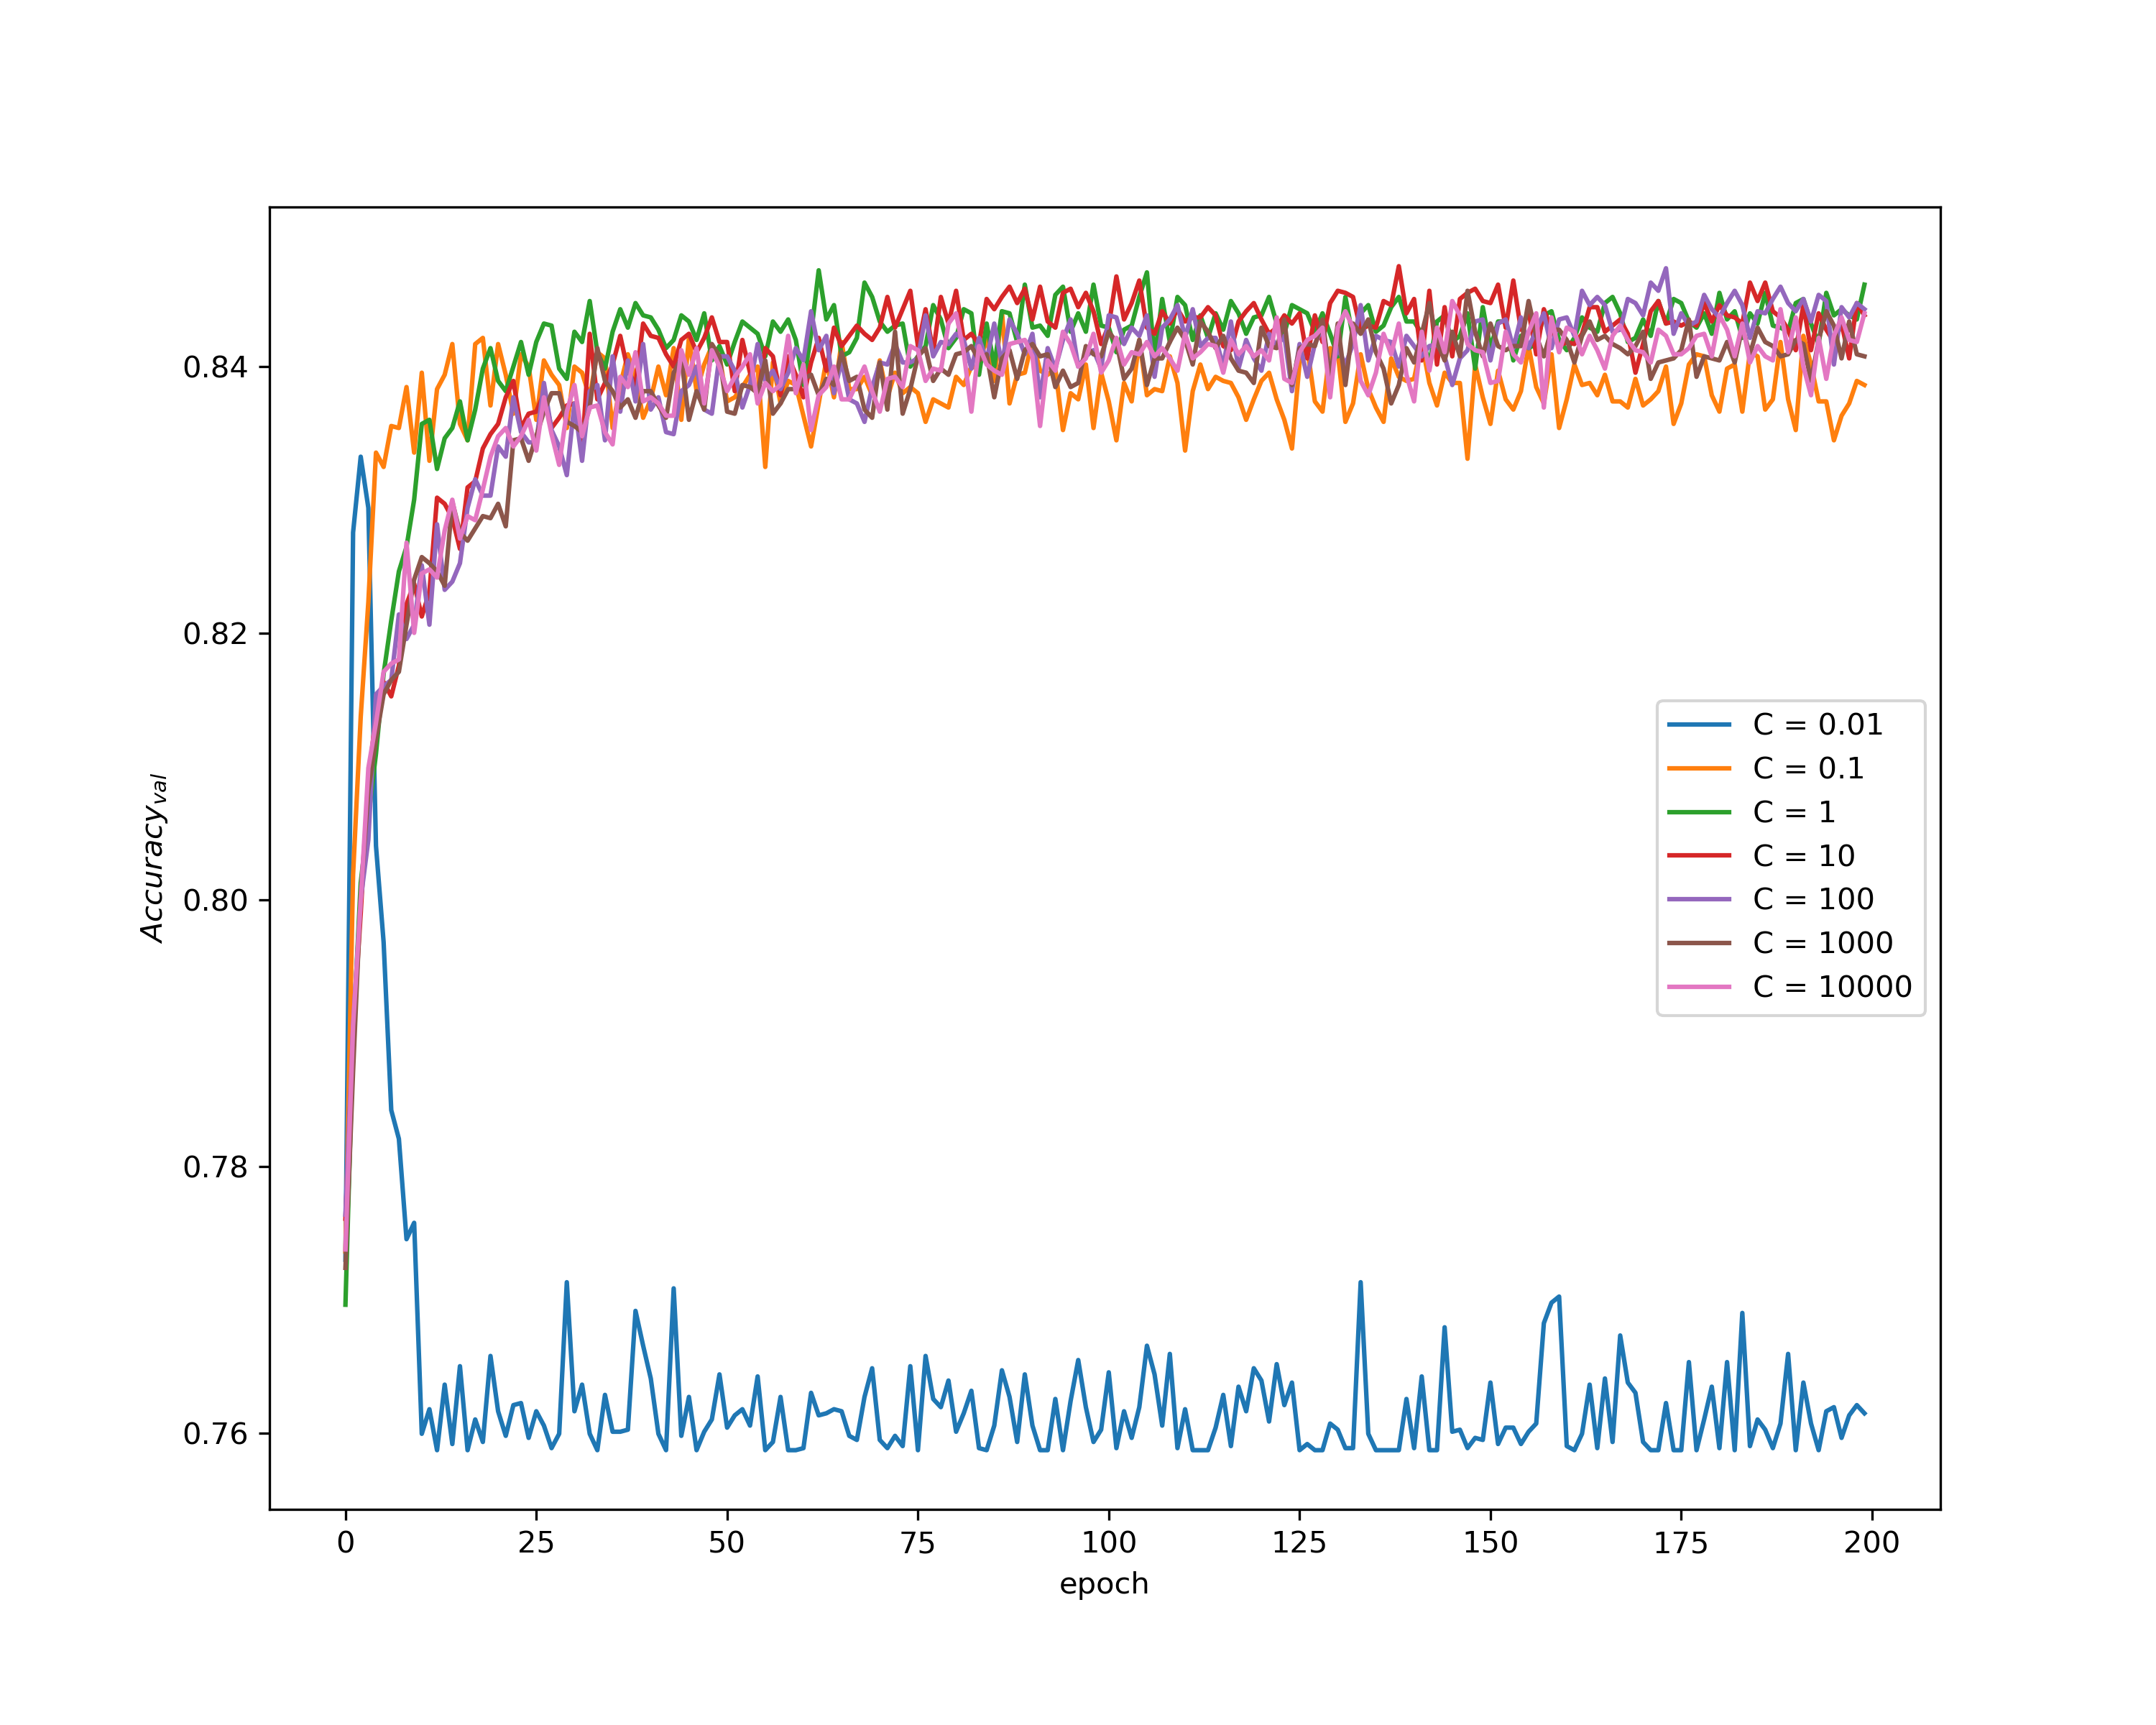 0.84
0.82
0.80
0.78
0.76
Accuracy_val
0 25 50 75 100 125 150 175 200
epoch
C = 0.01
C = 0.1
C = 1
C = 10
C = 100
C = 1000
C = 10000